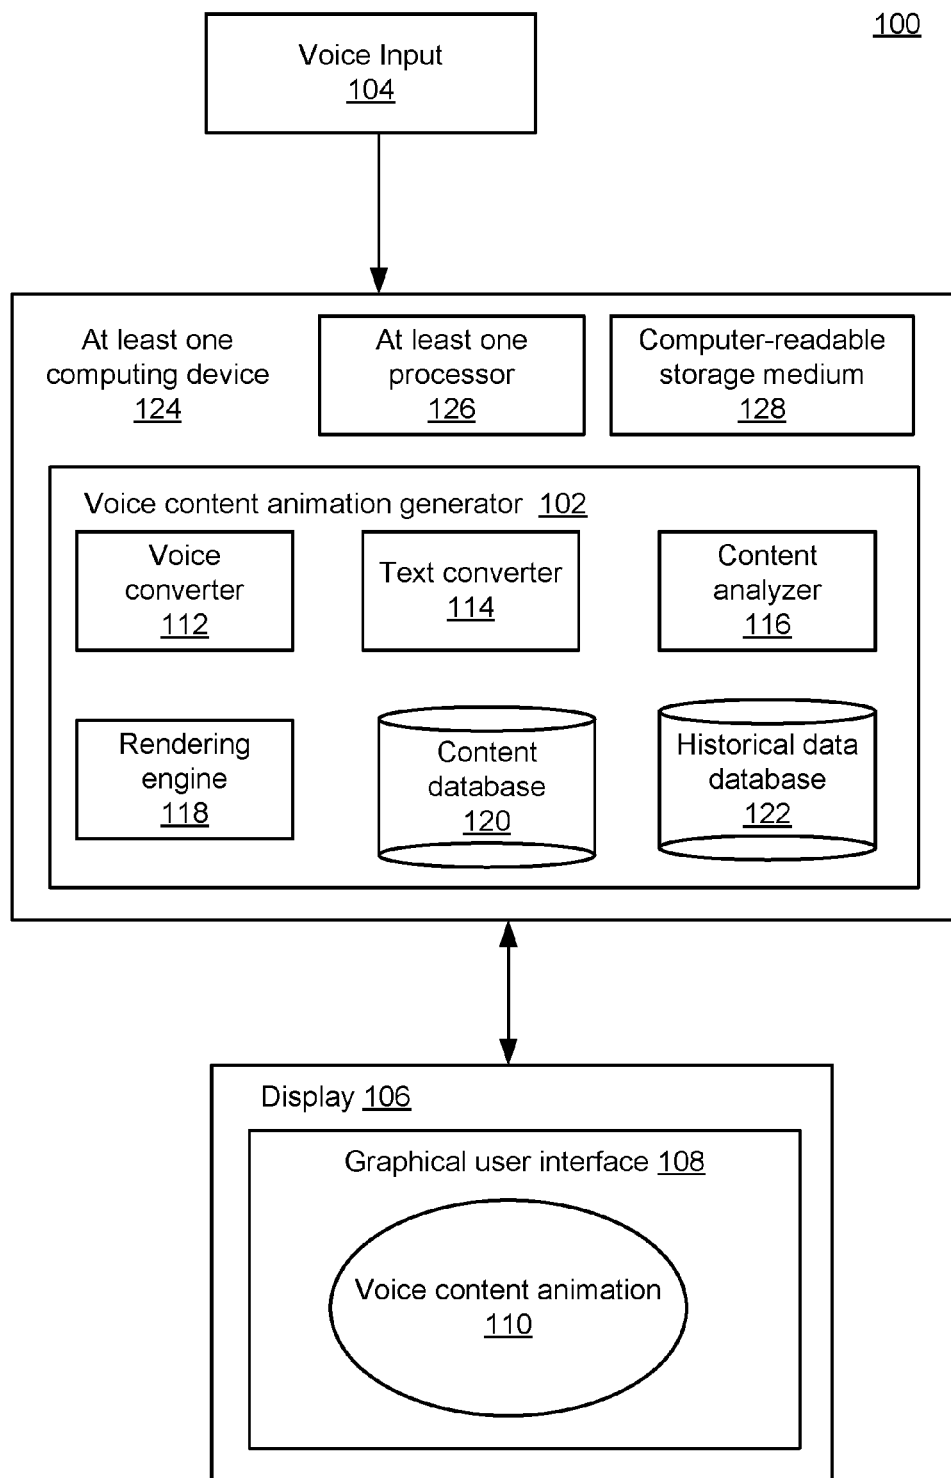 100
Voice Input
104
At least one
computing device
124
At least one
processor
126
Computer-readable
storage medium
128
Voice content animation generator 102
Voice
converter
112
Text converter
114
Content
analyzer
116
Rendering
engine
118
Content
database
120
Historical data
database
122
Display 106
Graphical user interface 108
Voice content animation
110